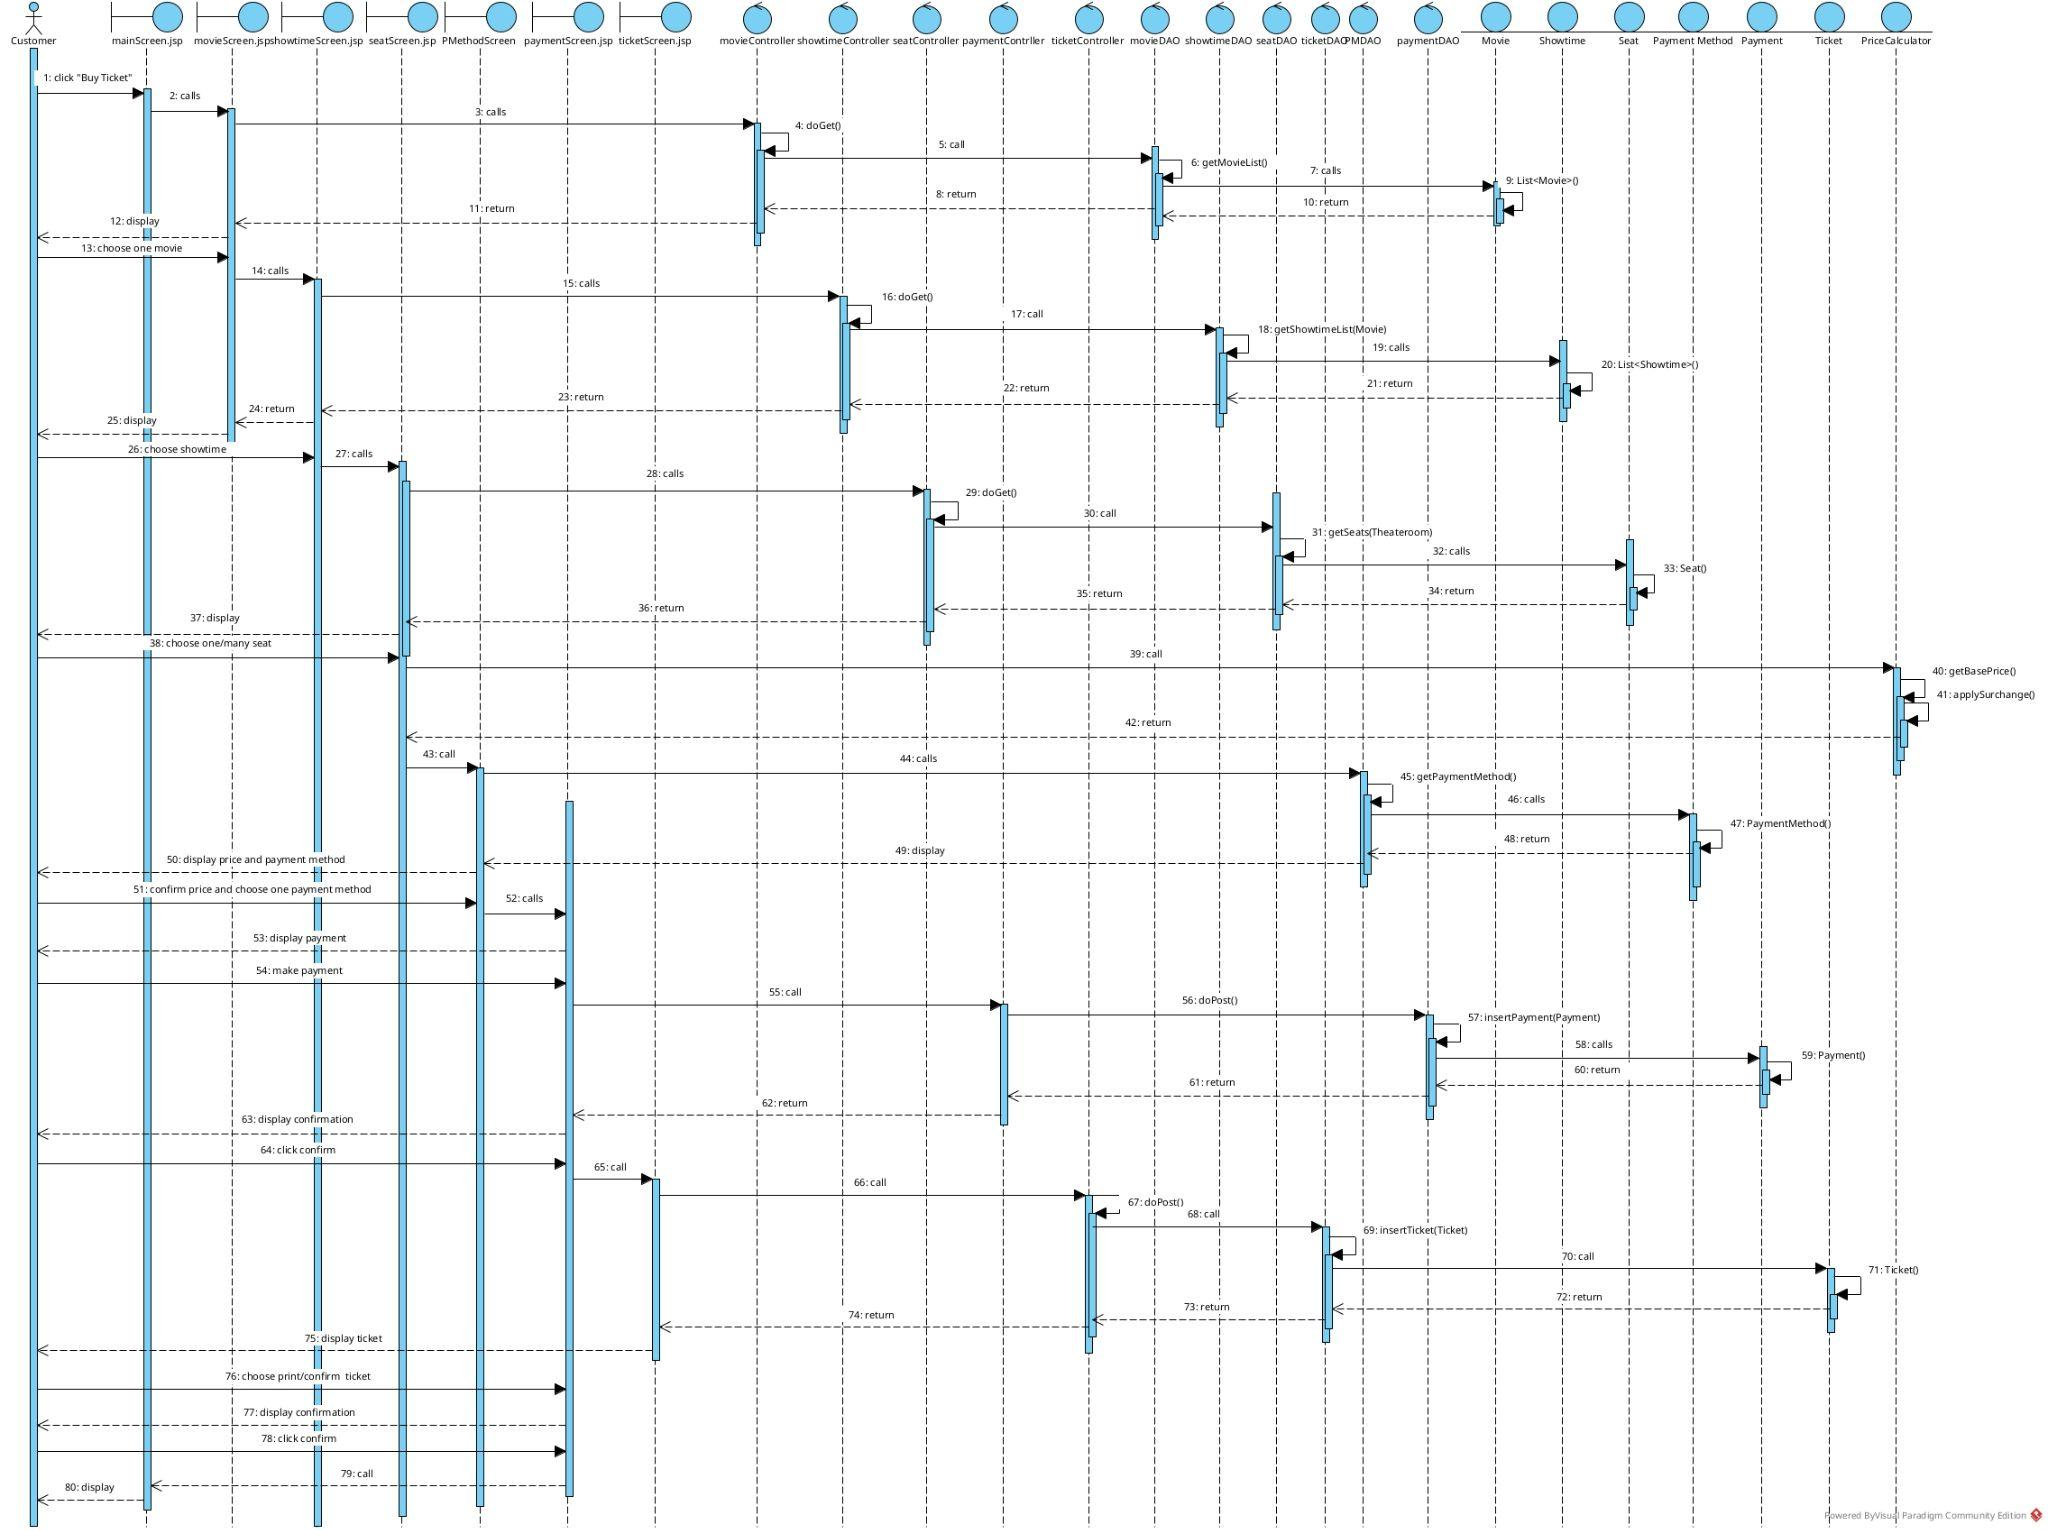 Customer
mainScreen.jsp
movieScreen.jsp
showtimeScreen.jsp
seatScreen.jsp
PMethodScreen
paymentScreen.jsp
ticketScreen.jsp
movieController
showtimeController
seatController
paymentContrller
ticketController
movieDAO
showtimeDAO
seatDAO
ticketDAO
PMDAO
paymentDAO
Movie
Showtime
Seat
Payment Method
Payment
Ticket
PriceCalculator
1: click "Buy Ticket"
2: calls
3: calls
4: doGet()
5: call
6: getMovieList()
7: calls
9: List<Movie>()
8: return
10: return
11: return
12: display
13: choose one movie
14: calls
15: calls
16: doGet()
17: call
18: getShowtimeList(Movie)
19: calls
20: List<Showtime>()
21: return
22: return
23: return
24: return
25: display
26: choose showtime
27: calls
28: calls
29: doGet()
30: call
31: getSeats(Theateroom)
32: calls
33: Seat()
34: return
35: return
36: return
37: display
38: choose one/many seat
39: call
40: getBasePrice()
41: applySurchange()
42: return
43: call
44: calls
45: getPaymentMethod()
46: calls
47: PaymentMethod()
48: return
49: display
50: display price and payment method
51: confirm price and choose one payment method
52: calls
53: display payment
54: make payment
55: call
56: doPost()
57: insertPayment(Payment)
58: calls
59: Payment()
60: return
61: return
62: return
63: display confirmation
64: click confirm
65: call
66: call
67: doPost()
68: call
69: insertTicket(Ticket)
70: call
71: Ticket()
72: return
73: return
74: return
75: display ticket
76: choose print/confirm  ticket
77: display confirmation
78: click confirm
79: call
80: display
Powered ByVisual Paradigm Community Edition